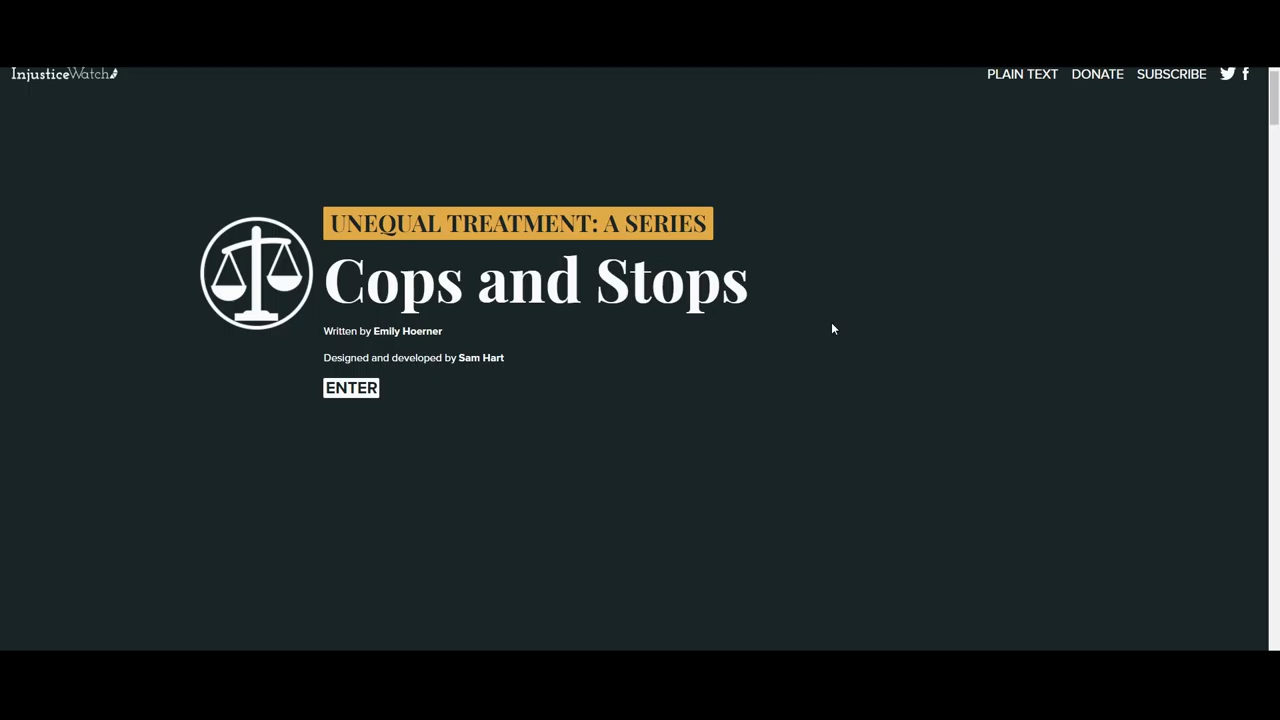 InjusticeWatch
PLAIN TEXT DONATE SUBSCRIBE
UNEQUAL TREATMENT: A SERIES
Cops and Stops
Written by Emily Hoerner
Designed and developed by Sam Hart
ENTER